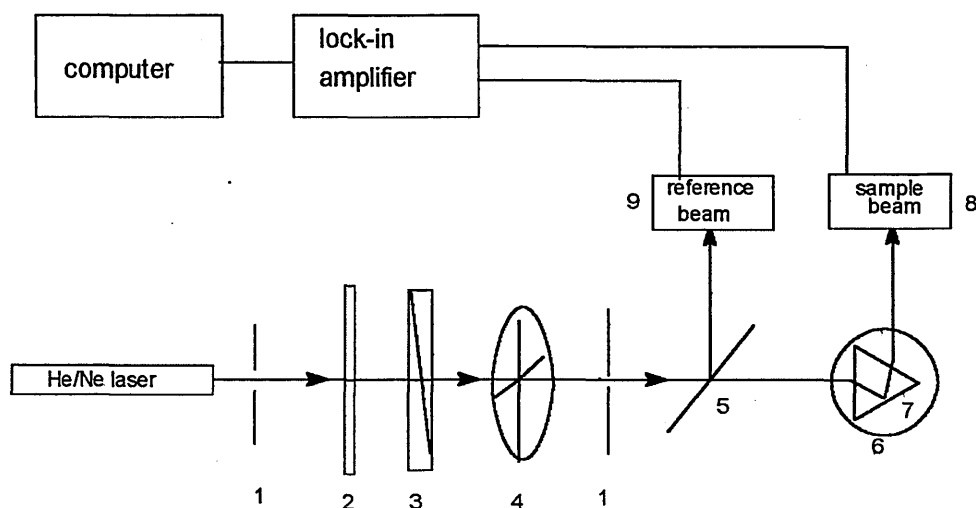 computer
lock-in
amplifier
9
reference
beam
sample
beam
8
He/Ne laser
5
7
6
1
2
3
4
1